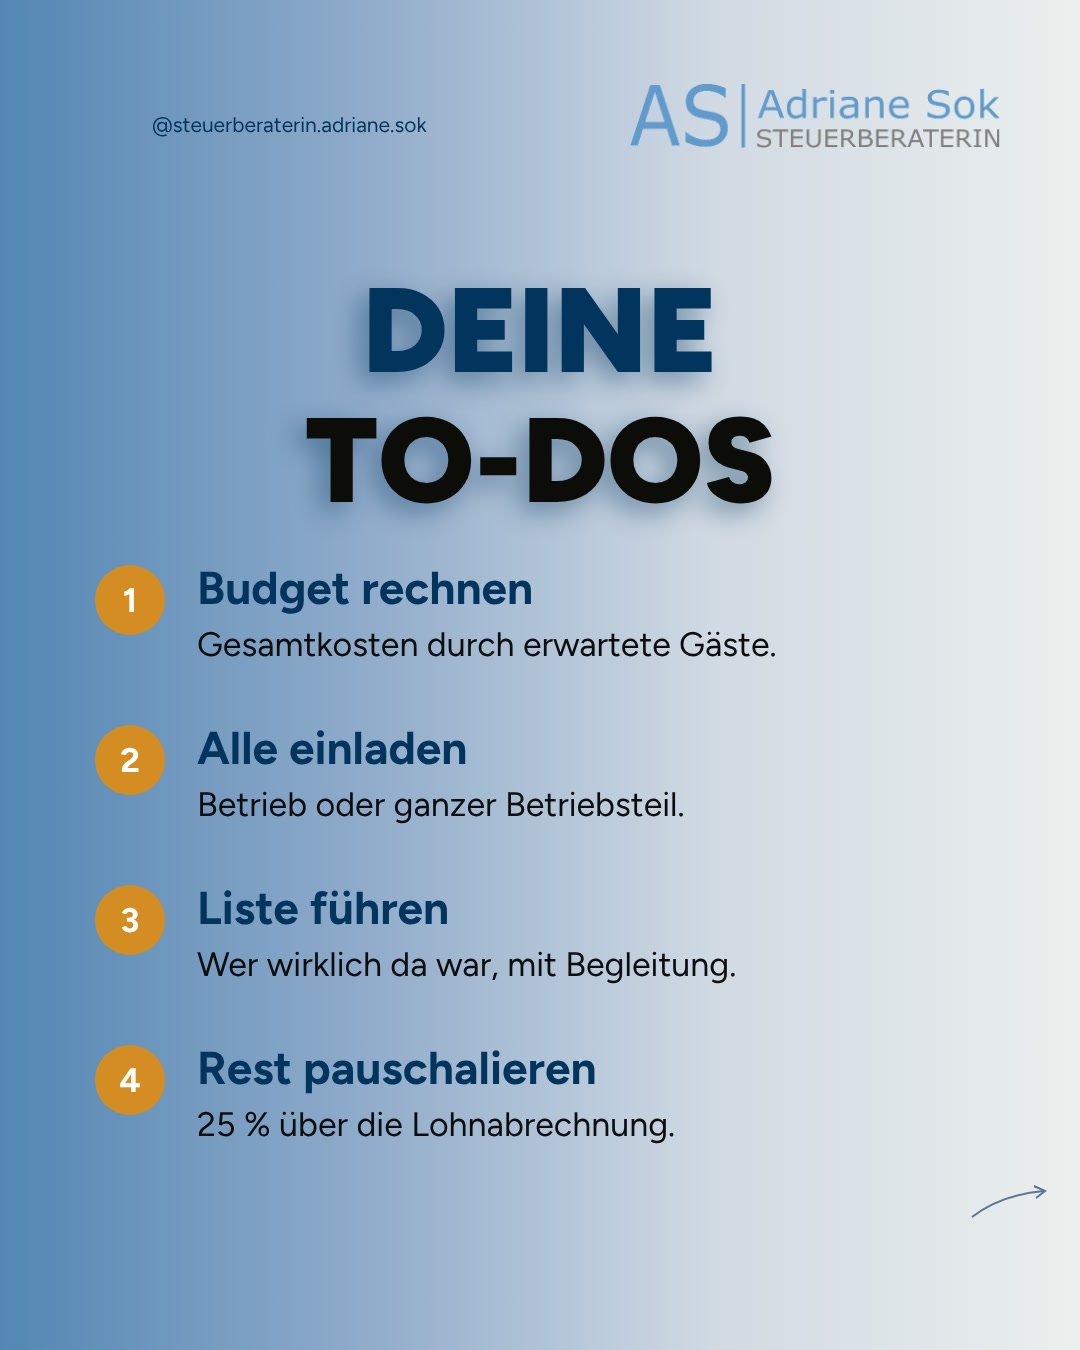 @steuerberaterin.adriane.sok
AS | Adriane Sok
STEUERBERATERIN
DEINE
TO-DOS
1 Budget rechnen
Gesamtkosten durch erwartete Gäste.
2 Alle einladen
Betrieb oder ganzer Betriebsteil.
3 Liste führen
Wer wirklich da war, mit Begleitung.
4 Rest pauschalieren
25 % über die Lohnabrechnung.